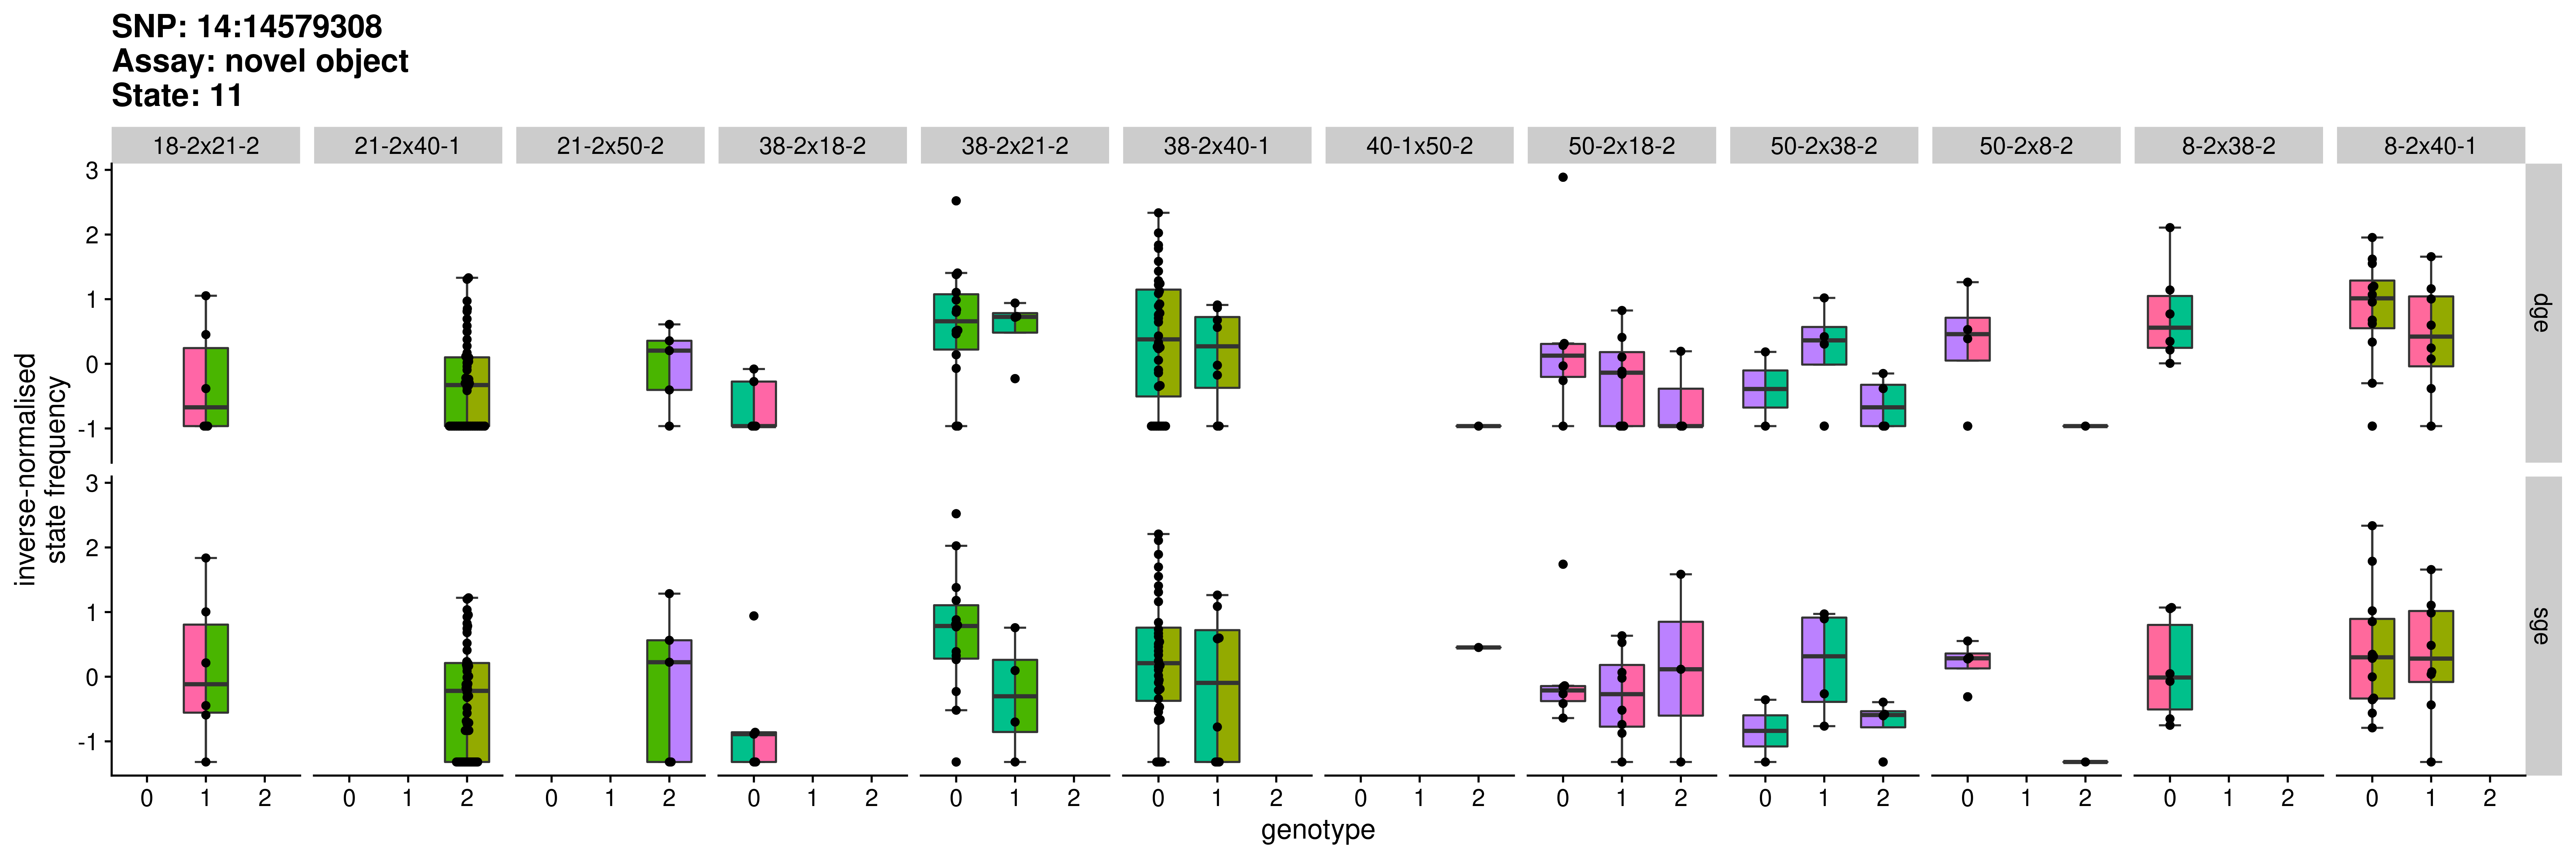 SNP: 14:14579308
Assay: novel object
State: 11
18-2x21-2 21-2x40-1 21-2x50-2 38-2x18-2 38-2x21-2 38-2x40-1 40-1x50-2 50-2x18-2 50-2x38-2 50-2x8-2 8-2x38-2 8-2x40-1
3
2
1
0
-1
dge
3
2
1
0
-1
sge
inverse-normalised
state frequency
0 1 2 0 1 2 0 1 2 0 1 2 0 1 2 0 1 2 0 1 2 0 1 2 0 1 2 0 1 2 0 1 2 0 1 2
genotype